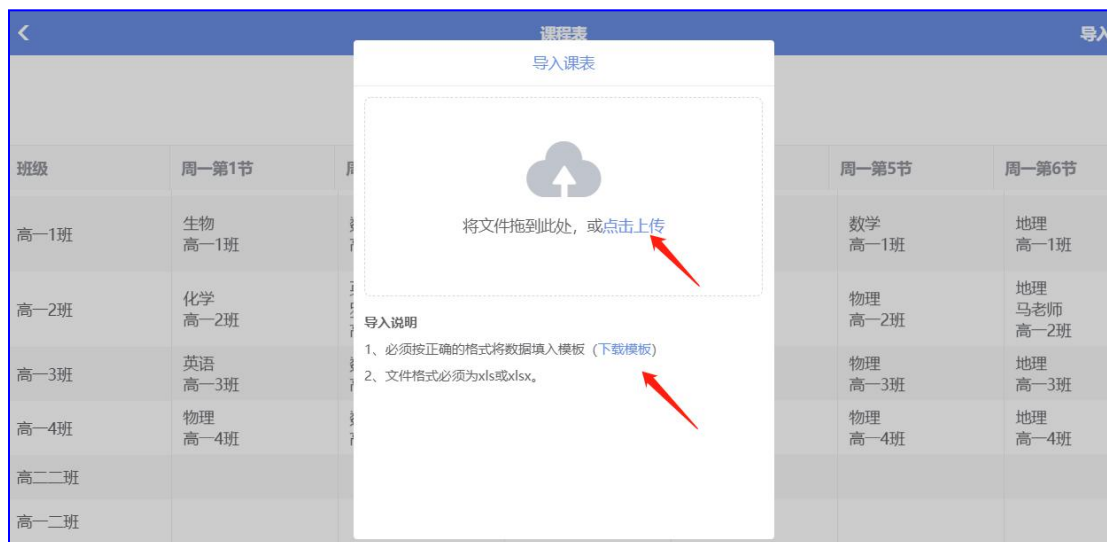 课程表
导入
导入课表
班级
周一第1节
周一第5节
周一第6节
将文件拖到此处，或点击上传
高一1班
生物
高一1班
数学
高一1班
地理
高一1班
高一2班
化学
高一2班
物理
高一2班
地理
马老师
高一2班
导入说明
1、必须按正确的格式将数据填入模板（下载模板）
2、文件格式必须为xls或xlsx。
高一3班
英语
高一3班
物理
高一3班
地理
高一3班
高一4班
物理
高一4班
物理
高一4班
地理
高一4班
高二二班
高一二班